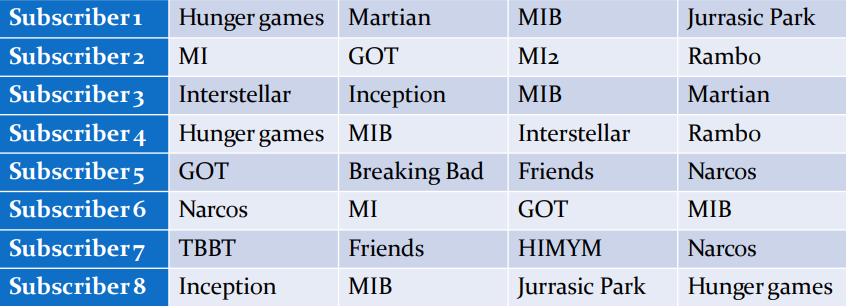 Subscriber 1 Hunger games Martian MIB Jurrasic Park
Subscriber 2 MI GOT MI2 Rambo
Subscriber 3 Interstellar Inception MIB Martian
Subscriber 4 Hunger games MIB Interstellar Rambo
Subscriber 5 GOT Breaking Bad Friends Narcos
Subscriber 6 Narcos MI GOT MIB
Subscriber 7 TBBT Friends HIMYM Narcos
Subscriber 8 Inception MIB Jurrasic Park Hunger games